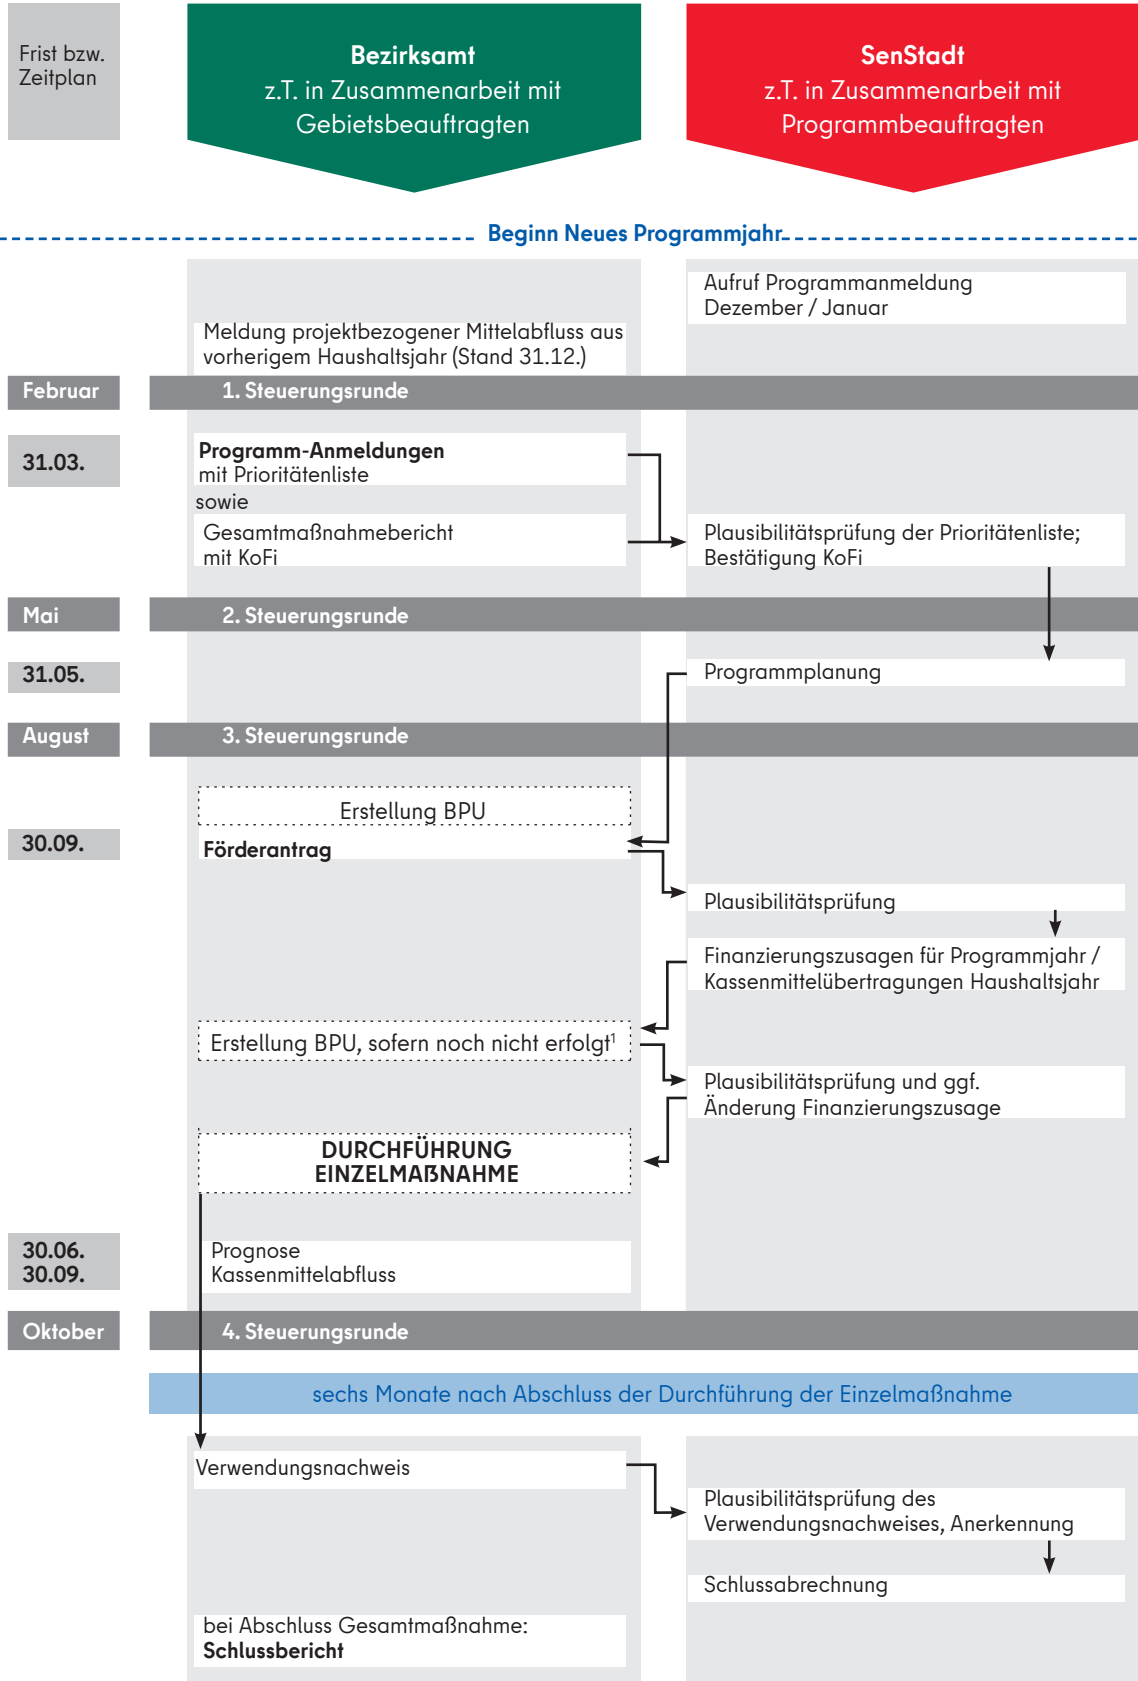 Frist bzw.
Zeitplan
Bezirksamt
z.T. in Zusammenarbeit mit
Gebietsbeauftragten
SenStadt
z.T. in Zusammenarbeit mit
Programmbeauftragten
Beginn Neues Programmjahr
Aufruf Programmanmeldung
Dezember / Januar
Meldung projektbezogener Mittelabfluss aus
vorherigem Haushaltsjahr (Stand 31.12.)
Februar
1. Steuerungsrunde
31.03.
Programm-Anmeldungen
mit Prioritätenliste
sowie
Gesamtmaßnahmebericht
mit KoFi
Plausibilitätsprüfung der Prioritätenliste;
Bestätigung KoFi
Mai
2. Steuerungsrunde
31.05.
Programmplanung
August
3. Steuerungsrunde
Erstellung BPU
30.09.
Förderantrag
Plausibilitätsprüfung
Finanzierungszusagen für Programmjahr /
Kassenmittelübertragungen Haushaltsjahr
Erstellung BPU, sofern noch nicht erfolgt¹
Plausibilitätsprüfung und ggf.
Änderung Finanzierungszusage
DURCHFÜHRUNG
EINZELMAẞNAHME
30.06.
30.09.
Prognose
Kassenmittelabfluss
Oktober
4. Steuerungsrunde
sechs Monate nach Abschluss der Durchführung der Einzelmaßnahme
Verwendungsnachweis
Plausibilitätsprüfung des
Verwendungsnachweises, Anerkennung
Schlussabrechnung
bei Abschluss Gesamtmaßnahme:
Schlussbericht